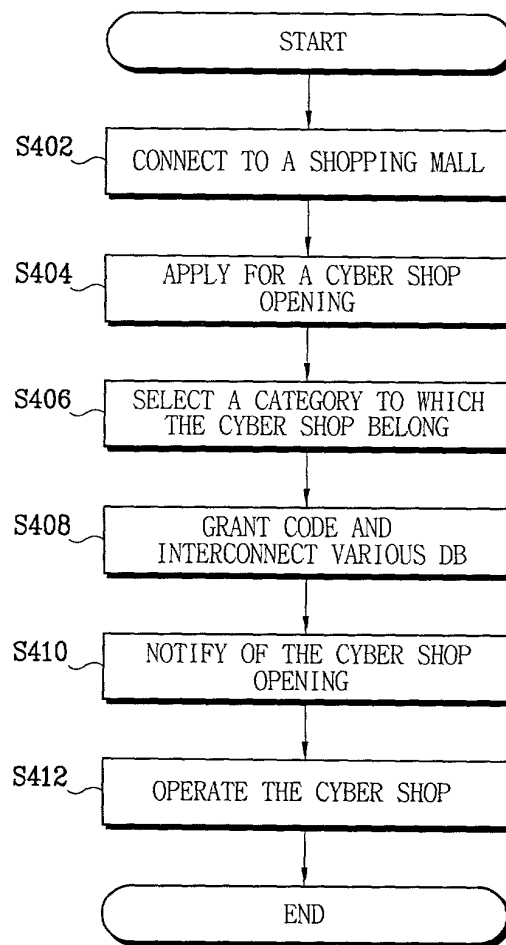 START
S402
CONNECT TO A SHOPPING MALL
S404
APPLY FOR A CYBER SHOP
OPENING
S406
SELECT A CATEGORY TO WHICH
THE CYBER SHOP BELONG
S408
GRANT CODE AND
INTERCONNECT VARIOUS DB
S410
NOTIFY OF THE CYBER SHOP
OPENING
S412
OPERATE THE CYBER SHOP
END